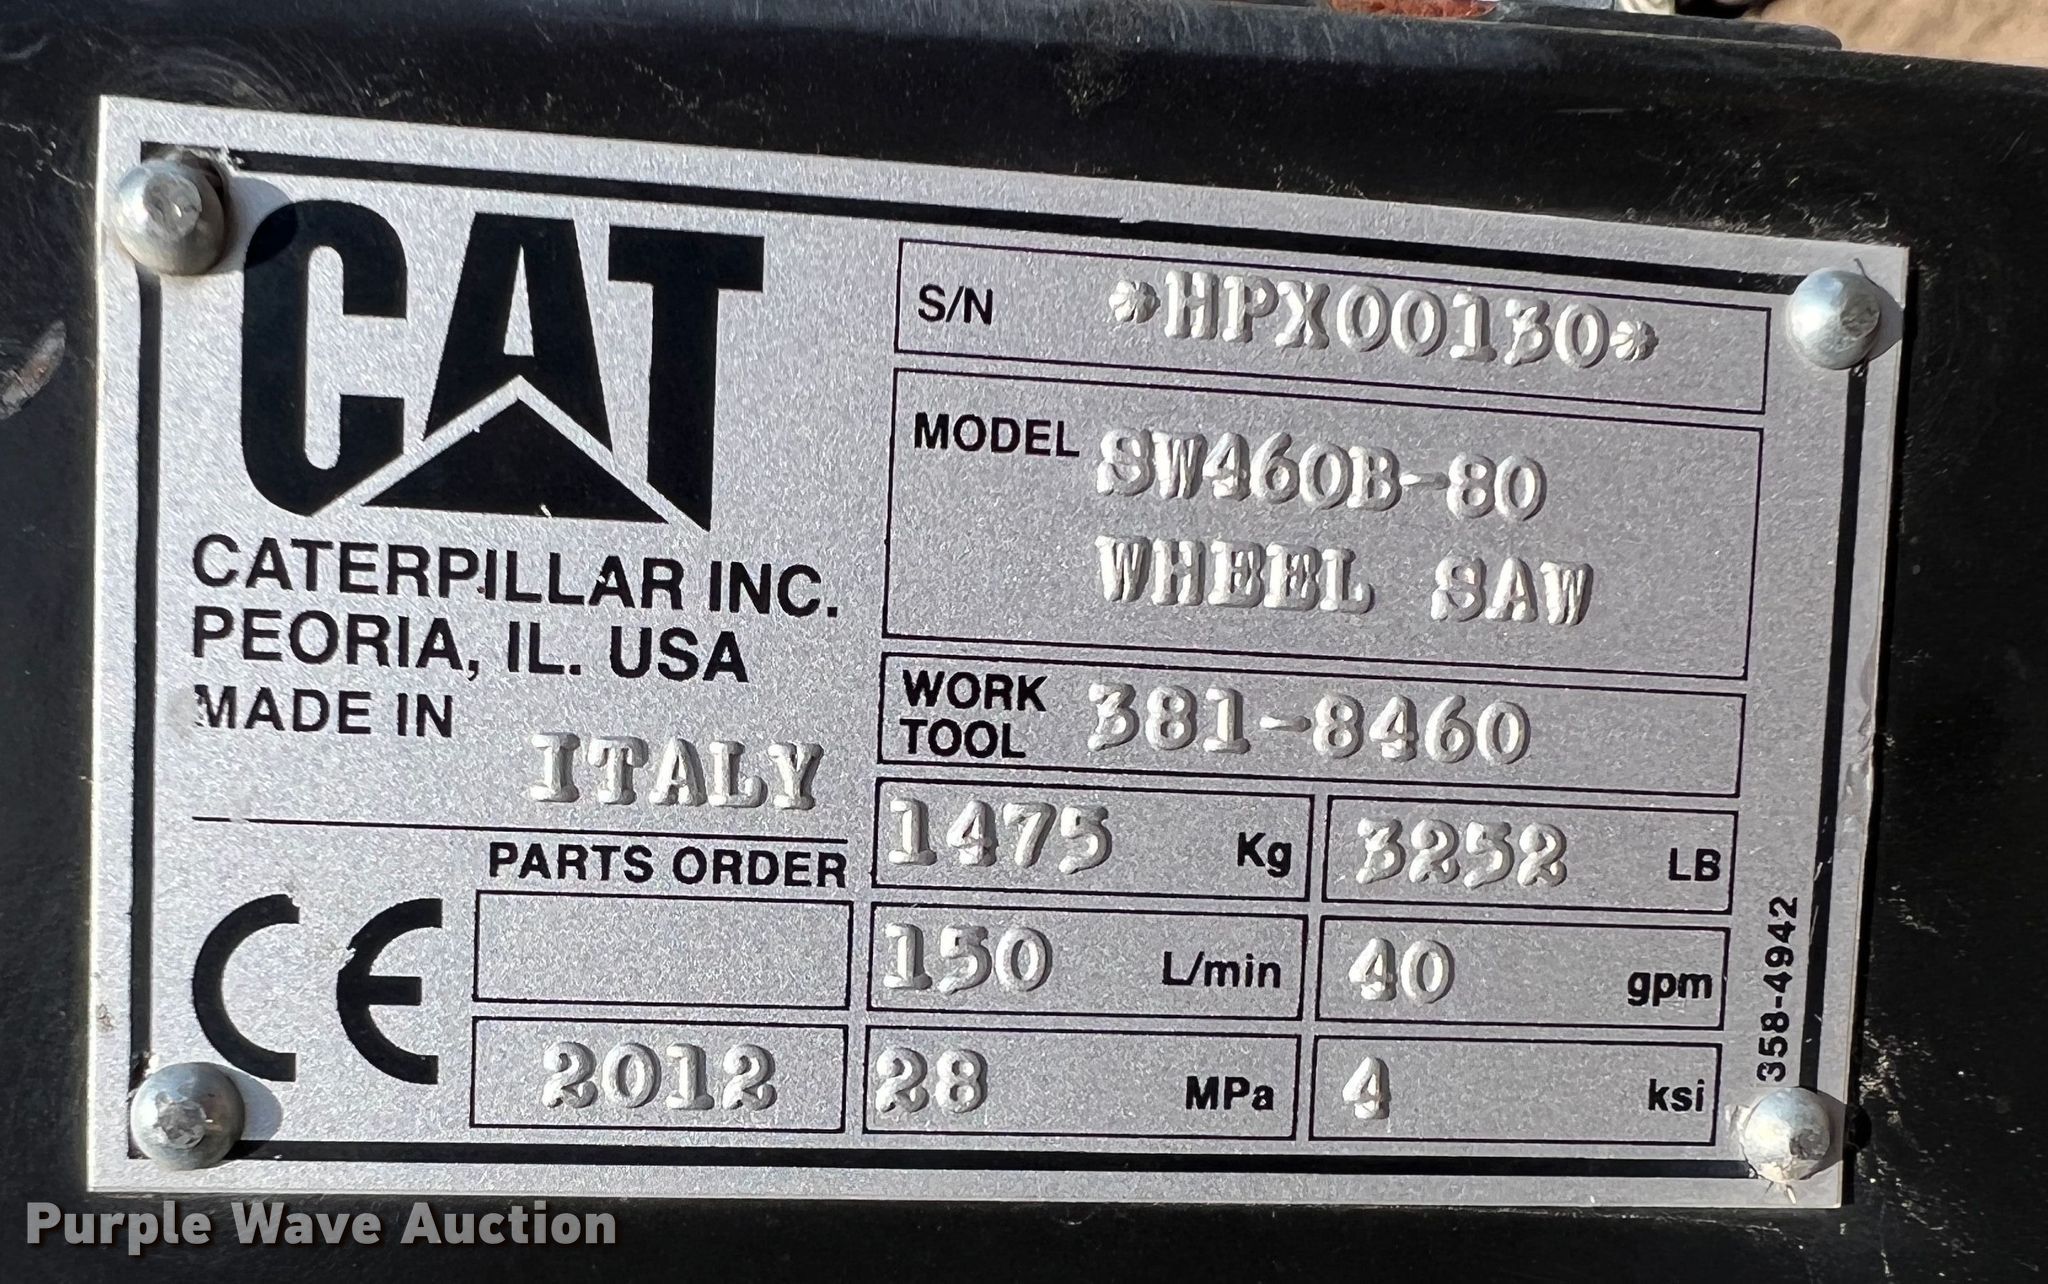 CAT
CATERPILLAR INC.
PEORIA, IL. USA
MADE IN
ITALY
PARTS ORDER
CE
2012
S/N *HPX00130*
MODEL SW460B-80
WHEEL SAW
WORK
TOOL 381-8460
1475 Kg 3252 LB
150 L/min 40 gpm
28 MPa 4 ksi
358-4942
Purple Wave Auction